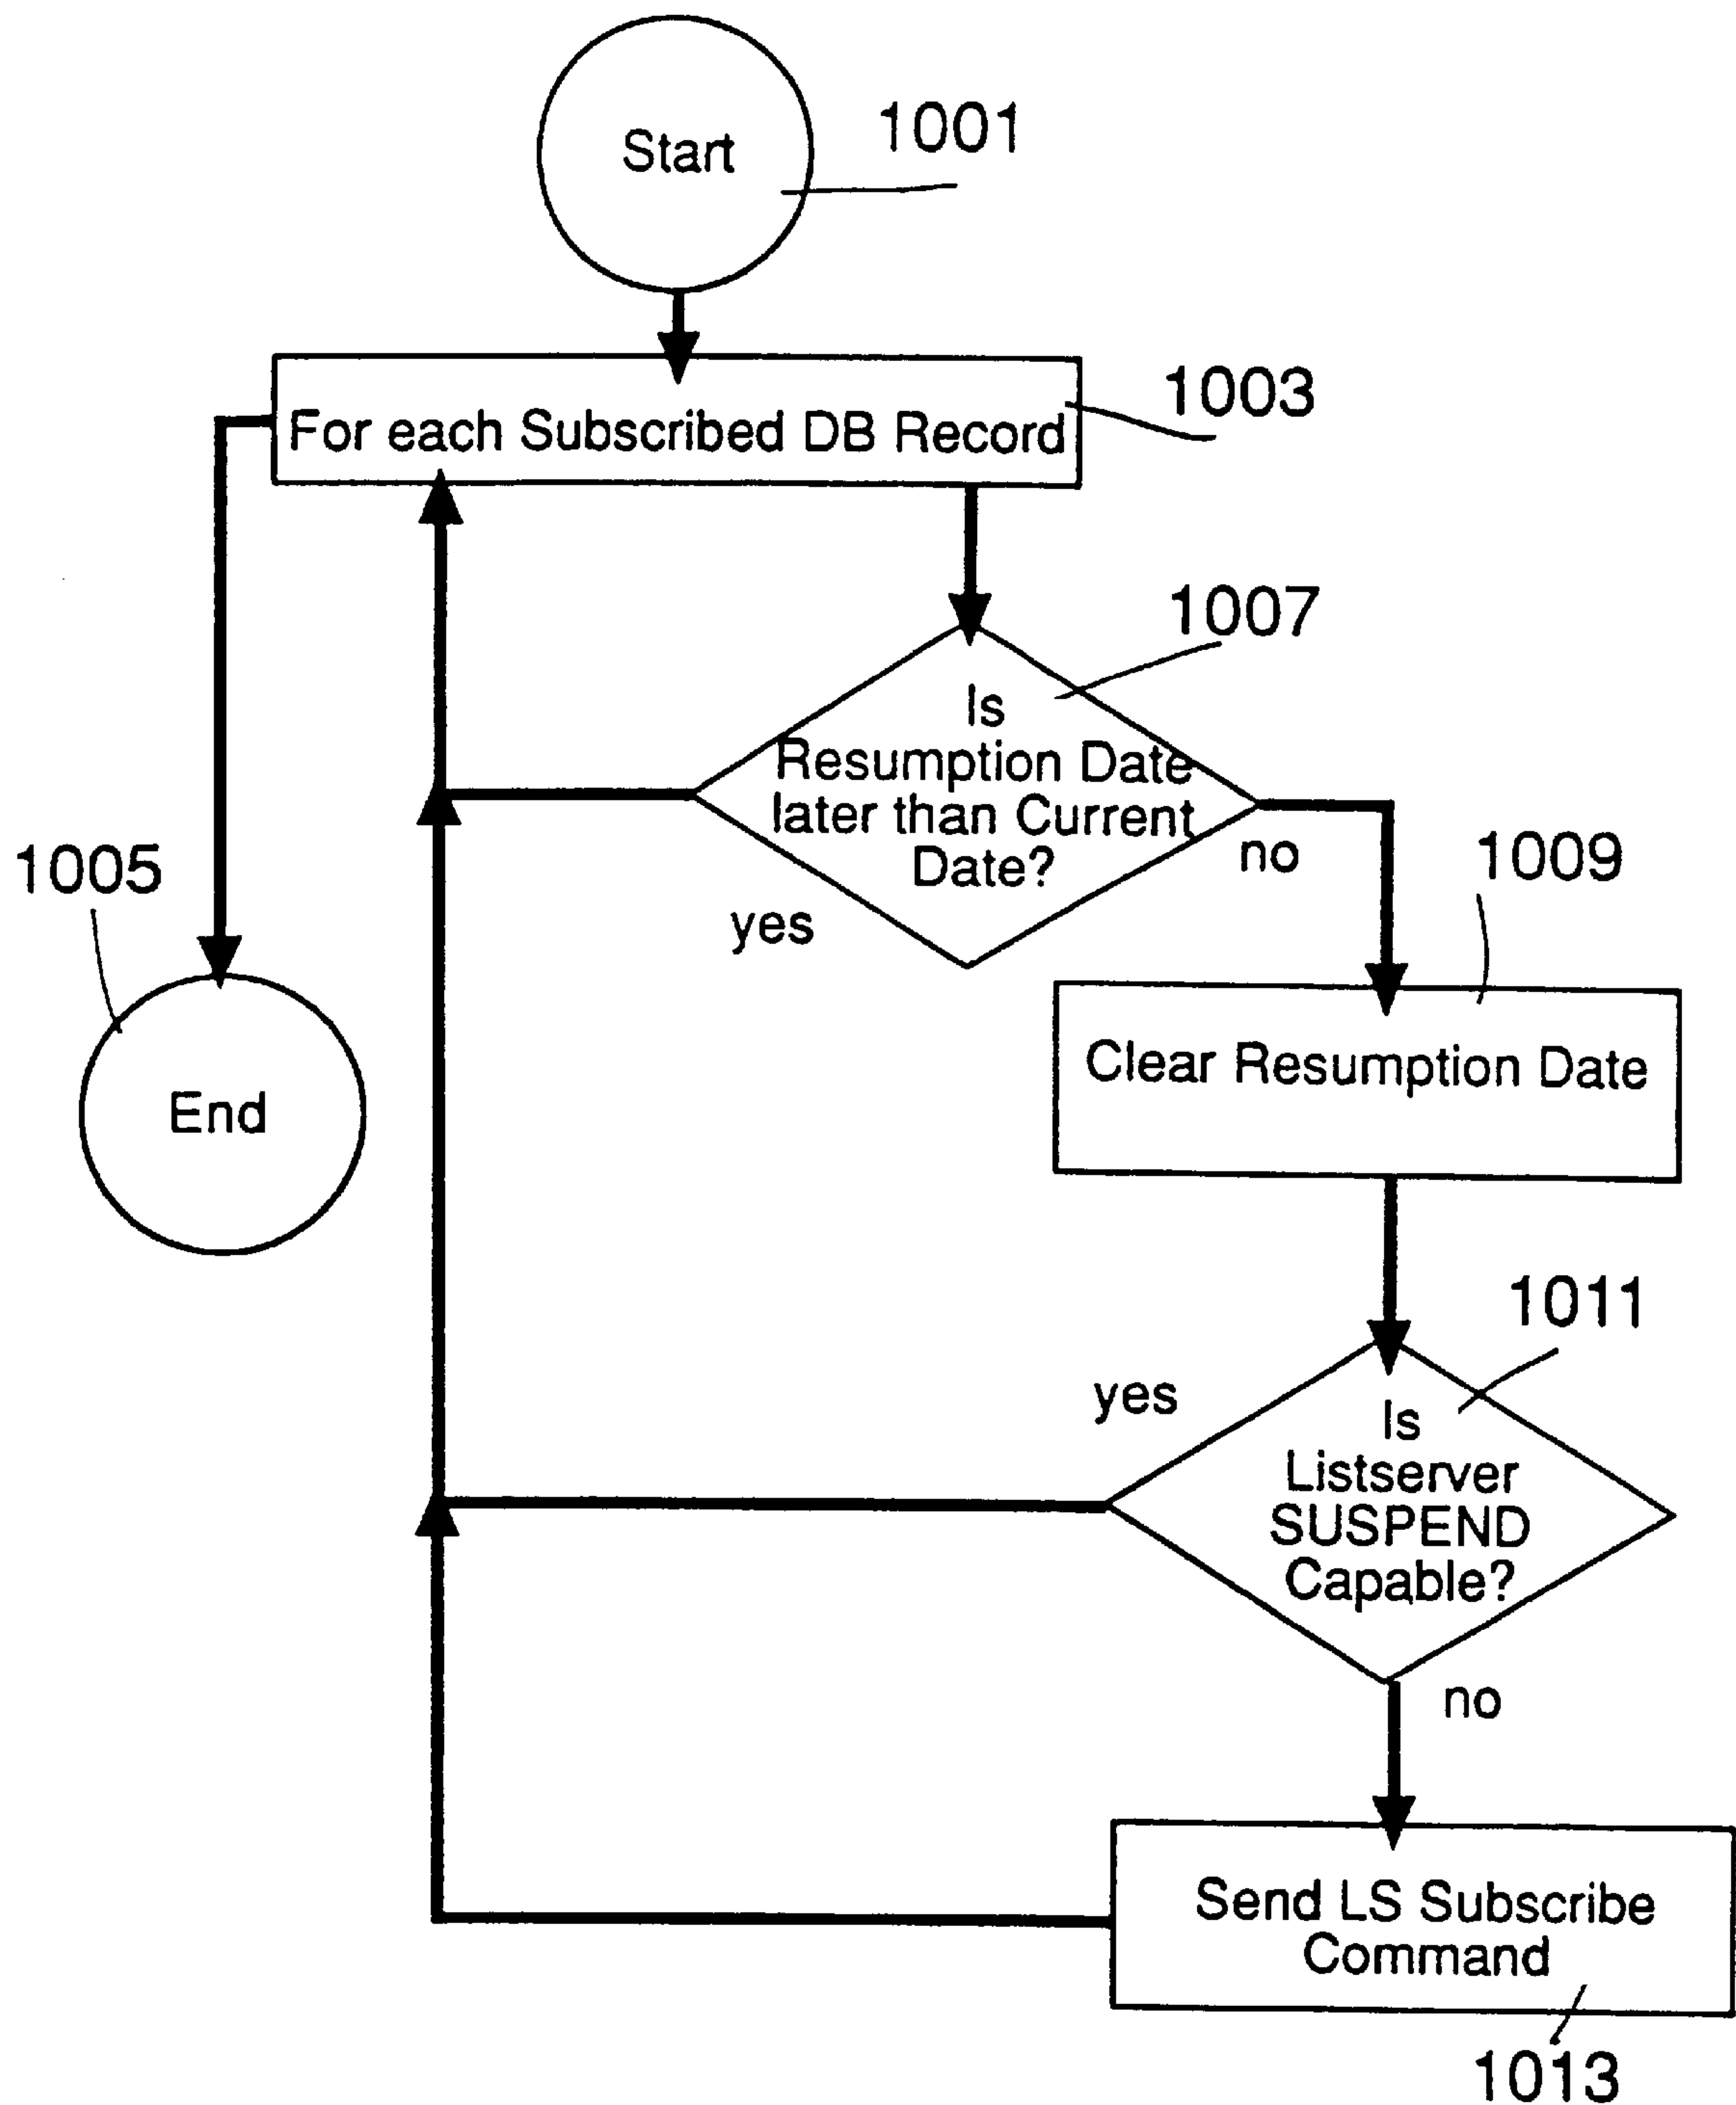 Start
1001
For each Subscribed DB Record
1003
1007
Is
Resumption Date
later than Current
Date?
no
yes
1005
1009
End
Clear Resumption Date
1011
yes
Is
Listserver
SUSPEND
Capable?
no
Send LS Subscribe
Command
1013